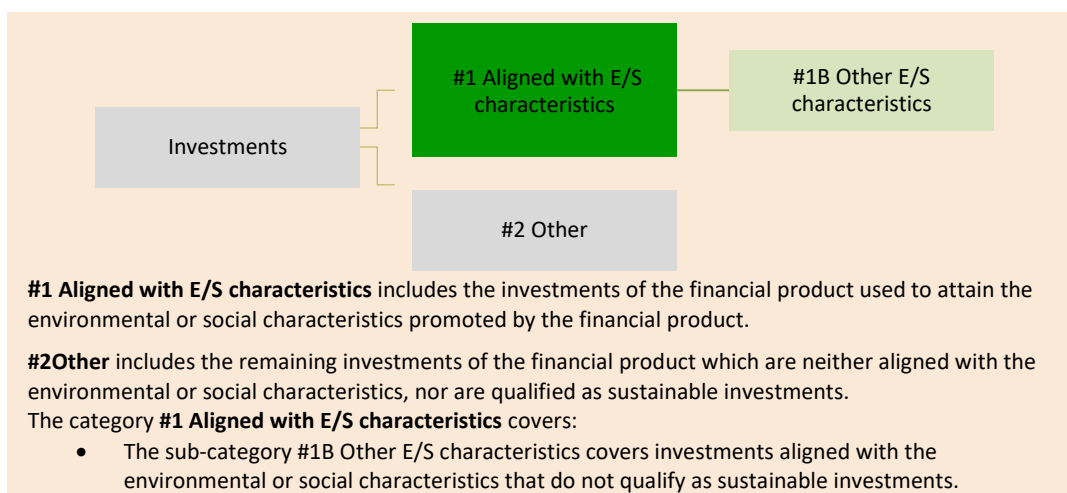 #1 Aligned with E/S
characteristics
#1B Other E/S
characteristics
Investments
#2 Other
#1 Aligned with E/S characteristics includes the investments of the financial product used to attain the
environmental or social characteristics promoted by the financial product.
#2Other includes the remaining investments of the financial product which are neither aligned with the
environmental or social characteristics, nor are qualified as sustainable investments.
The category #1 Aligned with E/S characteristics covers:
• The sub-category #1B Other E/S characteristics covers investments aligned with the
environmental or social characteristics that do not qualify as sustainable investments.